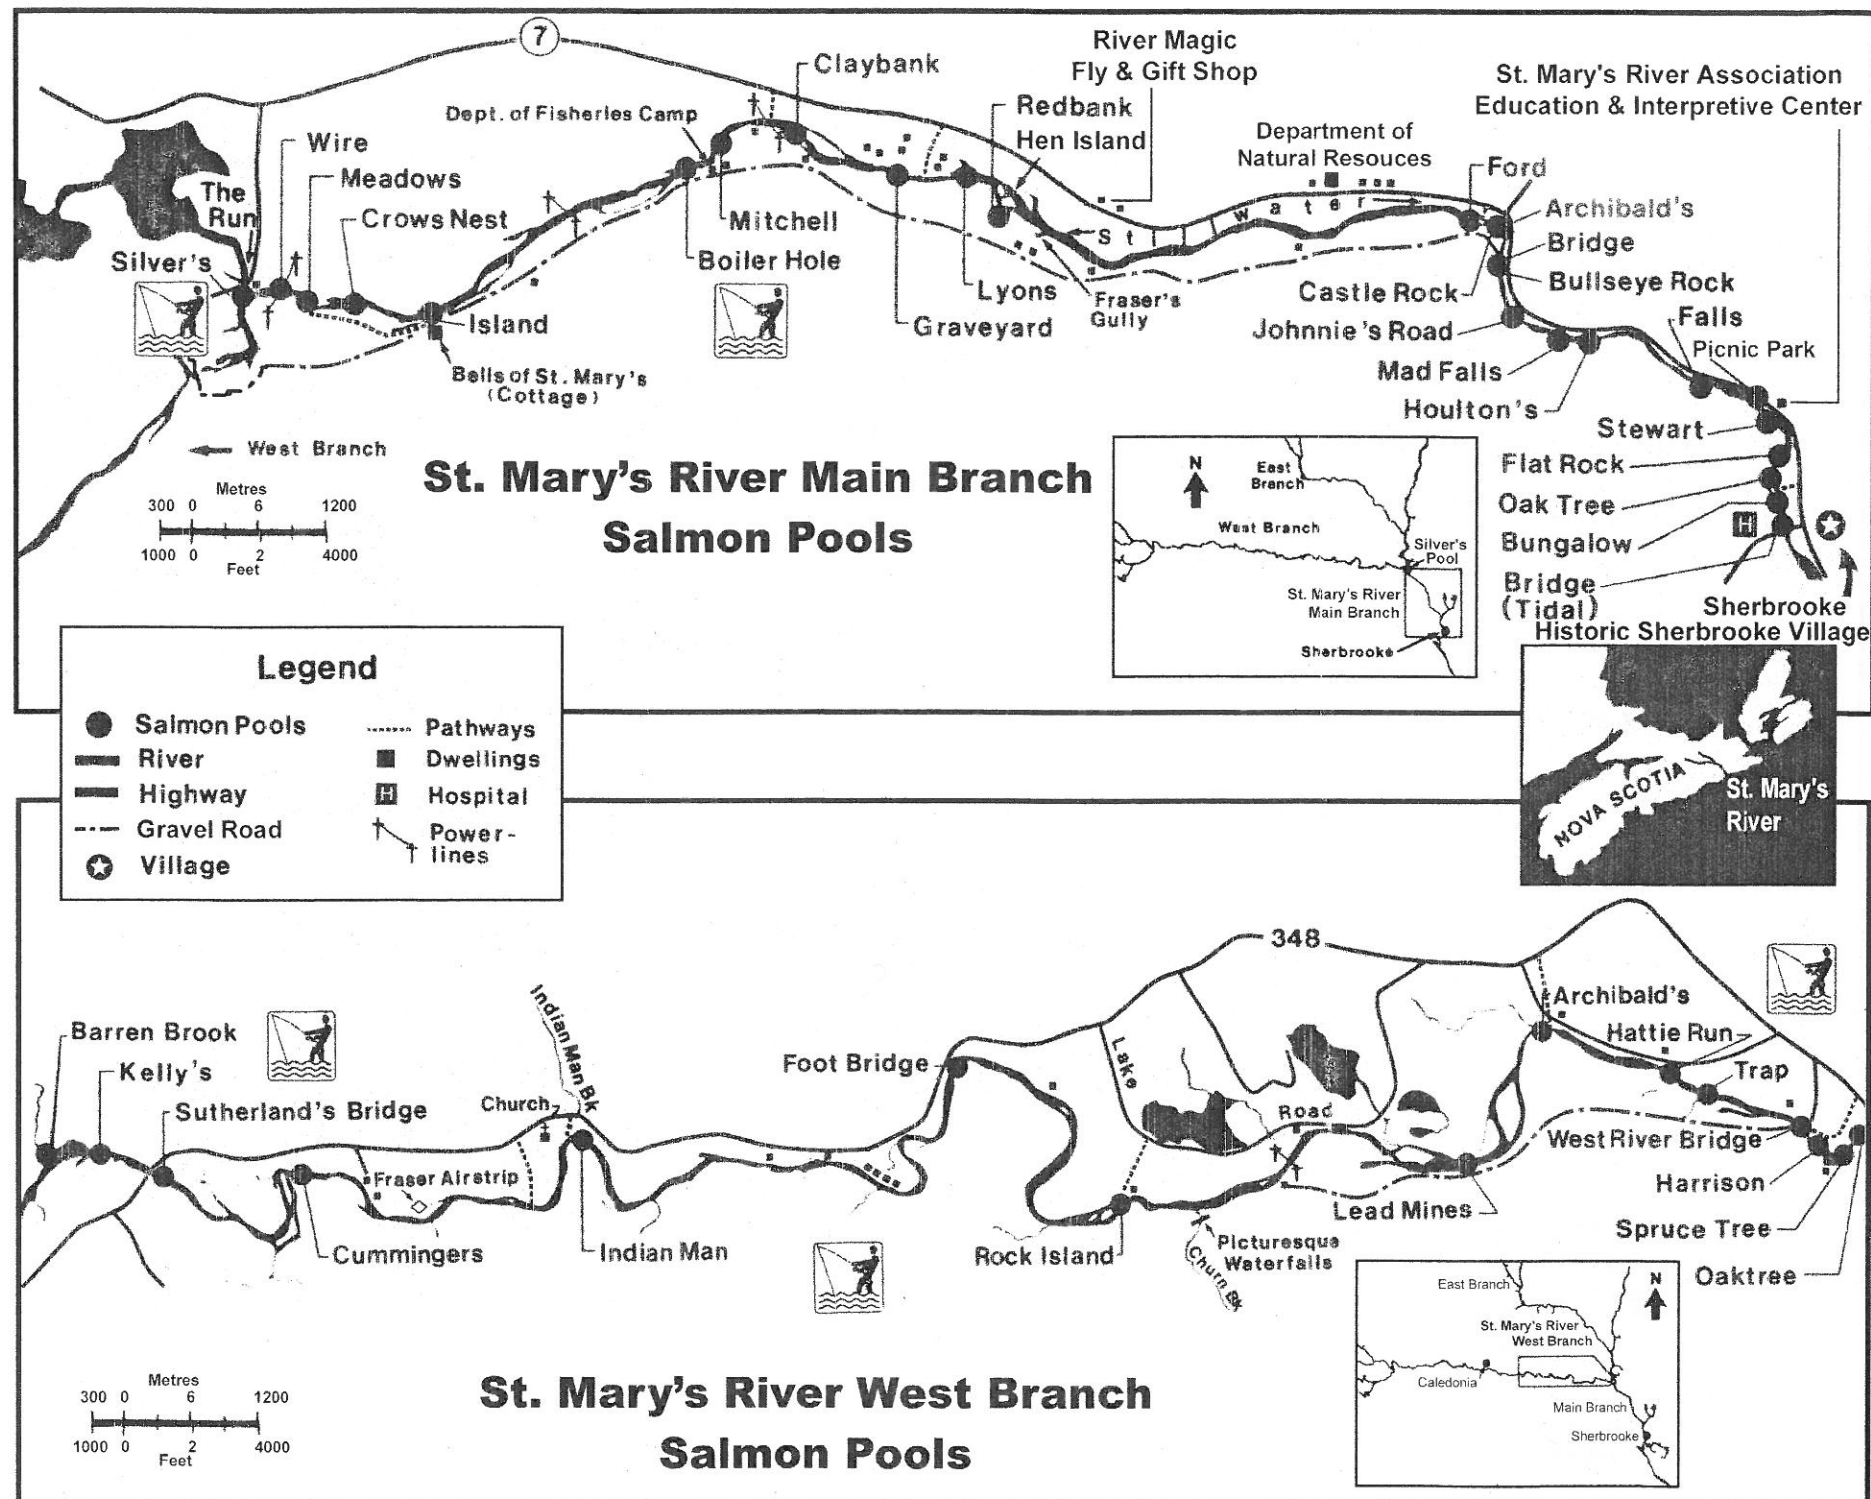 7
River Magic
Fly & Gift Shop
St. Mary's River Association
Education & Interpretive Center
Claybank
Dept. of Fisheries Camp
Redbank
Hen Island
Department of
Natural Resouces
Ford
Archibald's
Bridge
Bullseye Rock
Wire
Meadows
Crows Nest
The
Run
Silver's
Mitchell
Boiler Hole
Stillwater
Island
Lyons
Graveyard
Fraser's
Gully
Castle Rock
Johnnie's Road
Mad Falls
Houlton's
Falls
Picnic Park
Bells of St. Mary's
(Cottage)
West Branch
Stewart
Flat Rock
Oak Tree
Bungalow
Bridge
(Tidal)
H
Sherbrooke
Historic Sherbrooke Village
St. Mary's River Main Branch
Salmon Pools
Metres
300 0 6 1200
1000 0 2 4000
Feet
N
East
Branch
West Branch
Silver's
Pool
St. Mary's River
Main Branch
Sherbrooke
Legend
Salmon Pools
River
Highway
Gravel Road
Village
Pathways
Dwellings
H Hospital
Power-
lines
NOVA SCOTIA
St. Mary's
River
348
Barren Brook
Kelly's
Sutherland's Bridge
Church
Indian Man Bk
Fraser Airstrip
Cummingers
Indian Man
Foot Bridge
Lake
Road
Rock Island
Picturesque
Waterfalls
Churn Bk
Lead Mines
Archibald's
Hattie Run
Trap
West River Bridge
Harrison
Spruce Tree
Oaktree
St. Mary's River West Branch
Salmon Pools
Metres
300 0 6 1200
1000 0 2 4000
Feet
East Branch
N
St. Mary's River
West Branch
Caledonia
Main Branch
Sherbrooke